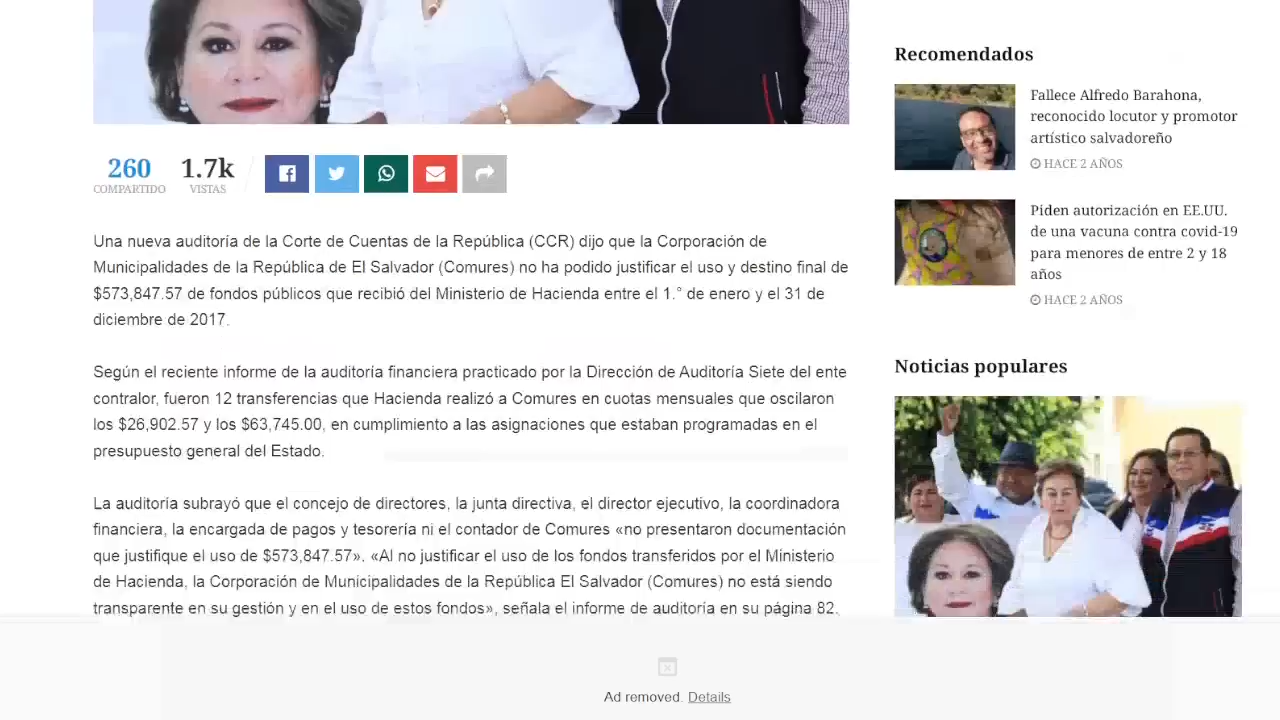 260
COMPARTIDO
1.7k
VISTAS
Una nueva auditoría de la Corte de Cuentas de la República (CCR) dijo que la Corporación de
Municipalidades de la República de El Salvador (Comures) no ha podido justificar el uso y destino final de
$573,847.57 de fondos públicos que recibió del Ministerio de Hacienda entre el 1.° de enero y el 31 de
diciembre de 2017.
Según el reciente informe de la auditoría financiera practicado por la Dirección de Auditoría Siete del ente
contralor, fueron 12 transferencias que Hacienda realizó a Comures en cuotas mensuales que oscilaron
los $26,902.57 y los $63,745.00, en cumplimiento a las asignaciones que estaban programadas en el
presupuesto general del Estado.
La auditoría subrayó que el concejo de directores, la junta directiva, el director ejecutivo, la coordinadora
financiera, la encargada de pagos y tesorería ni el contador de Comures «no presentaron documentación
que justifique el uso de $573,847.57». «Al no justificar el uso de los fondos transferidos por el Ministerio
de Hacienda, la Corporación de Municipalidades de la República El Salvador (Comures) no está siendo
transparente en su gestión y en el uso de estos fondos», señala el informe de auditoría en su página 82.
Recomendados
Fallece Alfredo Barahona,
reconocido locutor y promotor
artístico salvadoreño
HACE 2 AÑOS
Piden autorización en EE.UU.
de una vacuna contra covid-19
para menores de entre 2 y 18
años
HACE 2 AÑOS
Noticias populares
Ad removed. Details